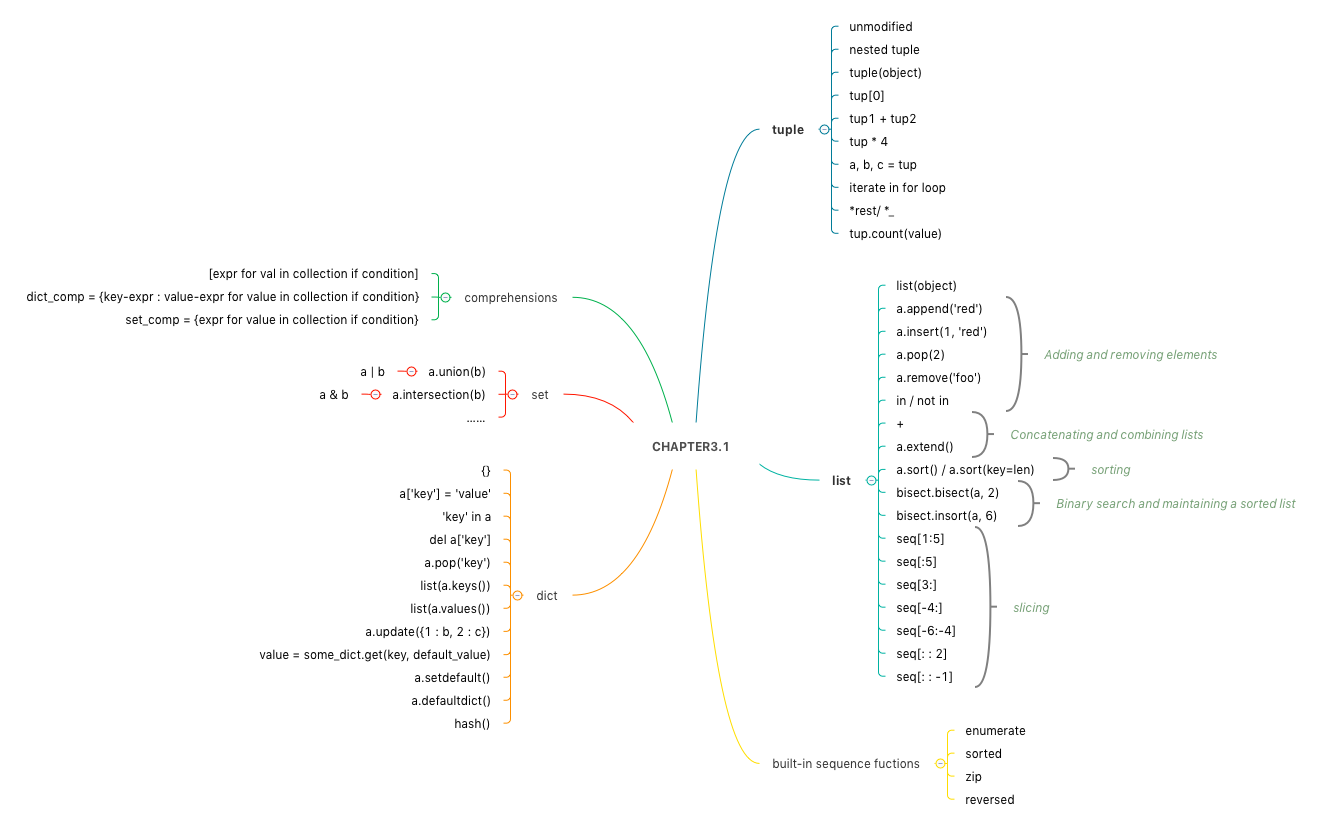 CHAPTER3.1
tuple
unmodified
nested tuple
tuple(object)
tup[0]
tup1 + tup2
tup * 4
a, b, c = tup
iterate in for loop
*rest/ *_
tup.count(value)
list
list(object)
a.append('red')
a.insert(1, 'red')
a.pop(2)
a.remove('foo')
in / not in
Adding and removing elements
+
a.extend()
Concatenating and combining lists
a.sort() / a.sort(key=len)
sorting
bisect.bisect(a, 2)
bisect.insort(a, 6)
Binary search and maintaining a sorted list
seq[1:5]
seq[:5]
seq[3:]
seq[-4:]
seq[-6:-4]
seq[: : 2]
seq[: : -1]
slicing
built-in sequence fuctions
enumerate
sorted
zip
reversed
comprehensions
[expr for val in collection if condition]
dict_comp = {key-expr : value-expr for value in collection if condition}
set_comp = {expr for value in collection if condition}
set
a.union(b)
a | b
a.intersection(b)
a & b
......
dict
{}
a['key'] = 'value'
'key' in a
del a['key']
a.pop('key')
list(a.keys())
list(a.values())
a.update({1 : b, 2 : c})
value = some_dict.get(key, default_value)
a.setdefault()
a.defaultdict()
hash()